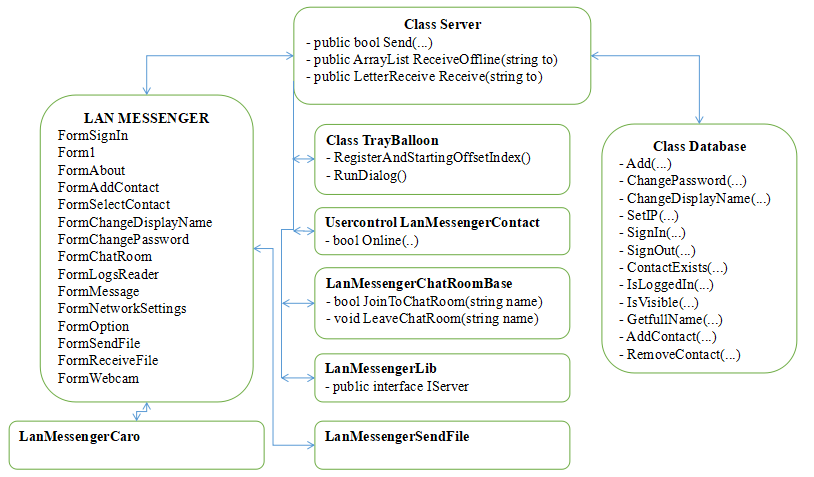 Class Server
- public bool Send(...)
- public ArrayList ReceiveOffline(string to)
- public LetterReceive Receive(string to)
LAN MESSENGER
FormSignIn
Form1
FormAbout
FormAddContact
FormSelectContact
FormChangeDisplayName
FormChangePassword
FormChatRoom
FormLogsReader
FormMessage
FormNetworkSettings
FormOption
FormSendFile
FormReceiveFile
FormWebcam
Class TrayBalloon
- RegisterAndStartingOffsetIndex()
- RunDialog()
Usercontrol LanMessengerContact
- bool Online(..)
LanMessengerChatRoomBase
- bool JoinToChatRoom(string name)
- void LeaveChatRoom(string name)
LanMessengerLib
- public interface IServer
Class Database
- Add(...)
- ChangePassword(...)
- ChangeDisplayName(...)
- SetIP(...)
- SignIn(...)
- SignOut(...)
- ContactExists(...)
- IsLoggedIn(...)
- IsVisible(...)
- GetfullName(...)
- AddContact(...)
- RemoveContact(...)
LanMessengerCaro
LanMessengerSendFile